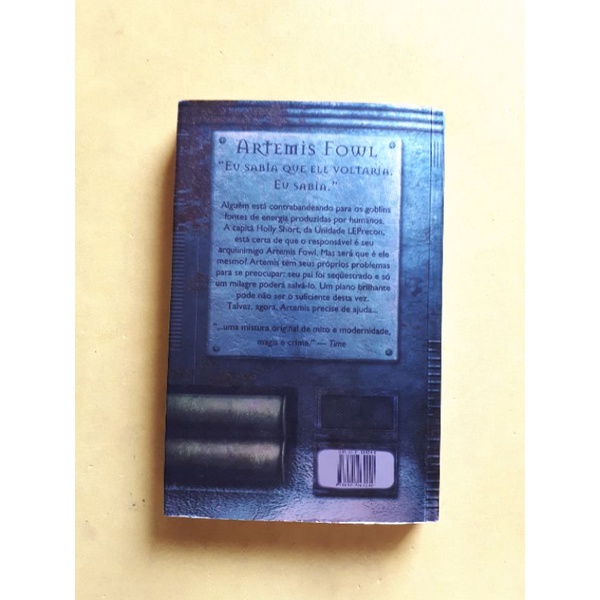 ARTEMIS FOWL
"EU SABIA QUE ELE VOLTARIA.
EU SABIA."
Alguém está contrabandeando para os goblins
fontes de energia produzidas por humanos.
A capitã Holly Short, da Unidade LEPrecon,
está certa de que o responsável é seu
arquiinimigo Artemis Fowl. Mas será que é ele
mesmo? Artemis tem seus próprios problemas
para se preocupar: seu pai foi seqüestrado e só
um milagre poderá salvá-lo. Um plano brilhante
pode não ser o suficiente desta vez.
Talvez, agora, Artemis precise de ajuda...
"...uma mistura original de mito e modernidade,
magia e crime." — Time